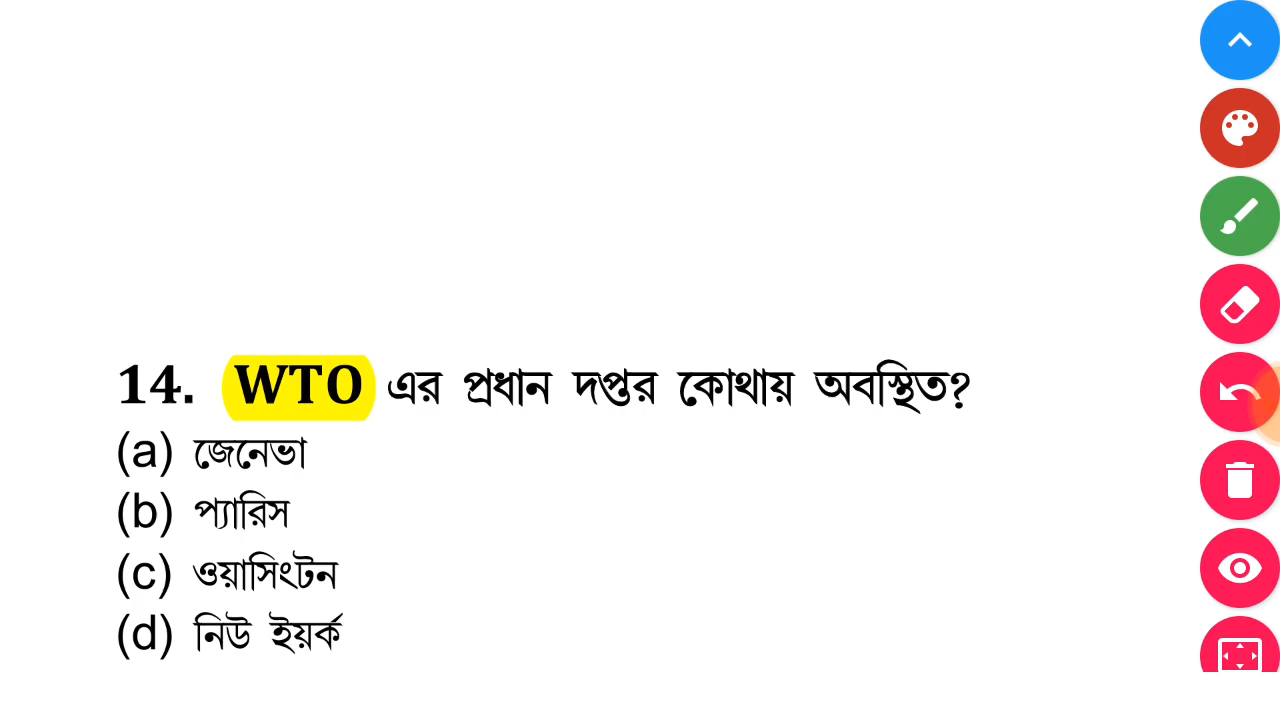 14. WTO এর প্রধান দপ্তর কোথায় অবস্থিত?
(a) জেনেভা
(b) প্যারিস
(c) ওয়াসিংটন
(d) নিউ ইয়র্ক